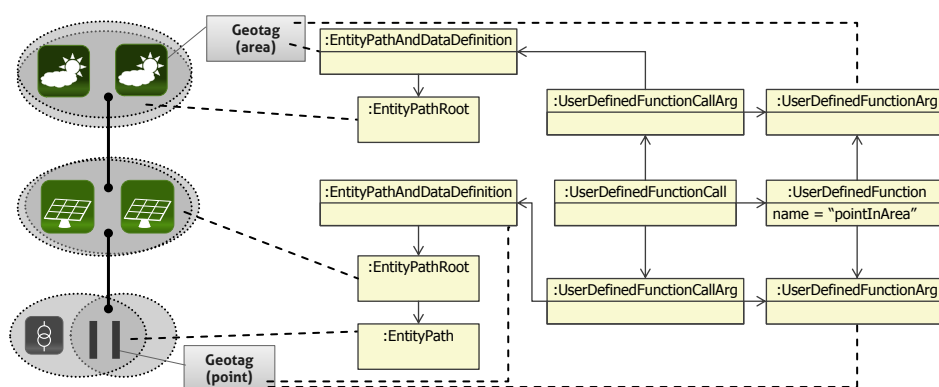 Geotag
(area)
:EntityPathAndDataDefinition
:EntityPathRoot
:UserDefinedFunctionCallArg
:UserDefinedFunctionArg
:EntityPathAndDataDefinition
:UserDefinedFunctionCall
:UserDefinedFunction
name = “pointInArea”
:EntityPathRoot
:UserDefinedFunctionCallArg
:UserDefinedFunctionArg
:EntityPath
Geotag
(point)